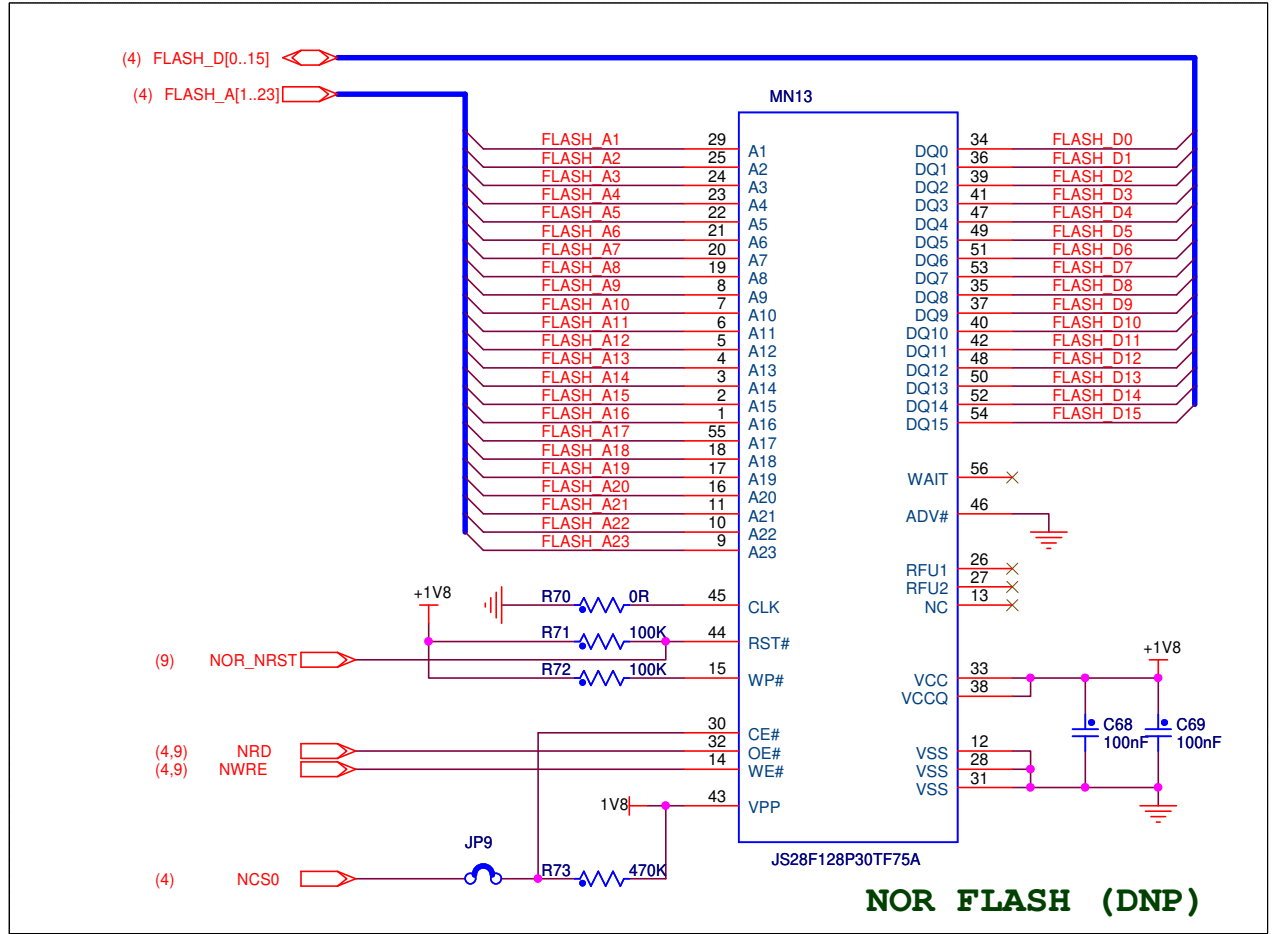 (4) FLASH_D[0..15]
(4) FLASH_A[1..23]
MN13
FLASH_A1 29 A1 DQ0 34 FLASH_D0
FLASH_A2 25 A2 DQ1 36 FLASH_D1
FLASH_A3 24 A3 DQ2 39 FLASH_D2
FLASH_A4 23 A4 DQ3 41 FLASH_D3
FLASH_A5 22 A5 DQ4 47 FLASH_D4
FLASH_A6 21 A6 DQ5 49 FLASH_D5
FLASH_A7 20 A7 DQ6 51 FLASH_D6
FLASH_A8 19 A8 DQ7 53 FLASH_D7
FLASH_A9 8 A9 DQ8 35 FLASH_D8
FLASH_A10 7 A10 DQ9 37 FLASH_D9
FLASH_A11 6 A11 DQ10 40 FLASH_D10
FLASH_A12 5 A12 DQ11 42 FLASH_D11
FLASH_A13 4 A13 DQ12 48 FLASH_D12
FLASH_A14 3 A14 DQ13 50 FLASH_D13
FLASH_A15 2 A15 DQ14 52 FLASH_D14
FLASH_A16 1 A16 DQ15 54 FLASH_D15
FLASH_A17 55 A17
FLASH_A18 18 A18
FLASH_A19 17 A19 WAIT 56
FLASH_A20 16 A20
FLASH_A21 11 A21 ADV# 46
FLASH_A22 10 A22
FLASH_A23 9 A23
RFU1 26
RFU2 27
+1V8 R70 0R 45 CLK NC 13
R71 100K 44 RST#
(9) NOR_NRST
+1V8
R72 100K 15 WP# VCC 33
VCCQ 38
C68 100nF
C69 100nF
30 CE#
(4,9) NRD 32 OE# VSS 12
(4,9) NWRE 14 WE# VSS 28
VSS 31
1V8 43 VPP
JP9
(4) NCS0 R73 470K
JS28F128P30TF75A
NOR FLASH (DNP)